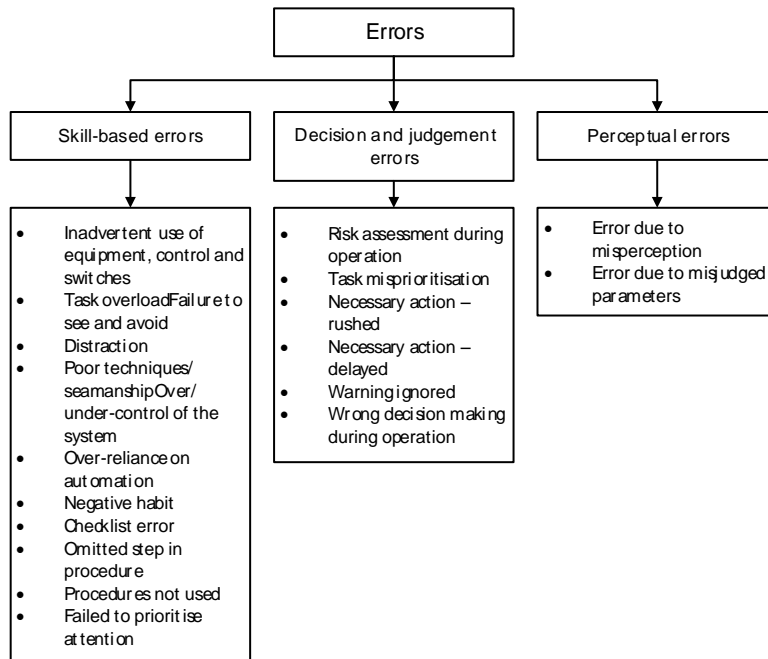 Errors
Skill-based errors
Decision and judgement
errors
Perceptual errors
• Inadvertent use of
equipment, control and
switches
• Task overloadFailure to
see and avoid
• Distraction
• Poor techniques/
seamanshipOver/
under-control of the
system
• Over-reliance on
automation
• Negative habit
• Checklist error
• Omitted step in
procedure
• Procedures not used
• Failed to prioritise
attention
• Risk assessment during
operation
• Task misprioritisation
• Necessary action –
rushed
• Necessary action –
delayed
• Warning ignored
• Wrong decision making
during operation
• Error due to
misperception
• Error due to misjudged
parameters